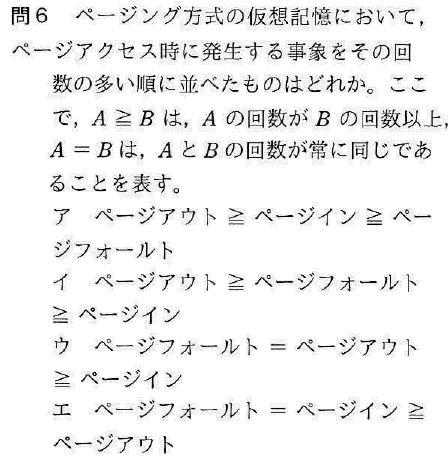 問6　ページング方式の仮想記憶において，
ページアクセス時に発生する事象をその回
数の多い順に並べたものはどれか。ここ
で，A ≧ B は，A の回数が B の回数以上，
A = B は，A と B の回数が常に同じであ
ることを表す。
ア　ページアウト ≧ ページイン ≧ ペー
ジフォールト
イ　ページアウト ≧ ページフォールト
≧ ページイン
ウ　ページフォールト = ページアウト
≧ ページイン
エ　ページフォールト = ページイン ≧
ページアウト